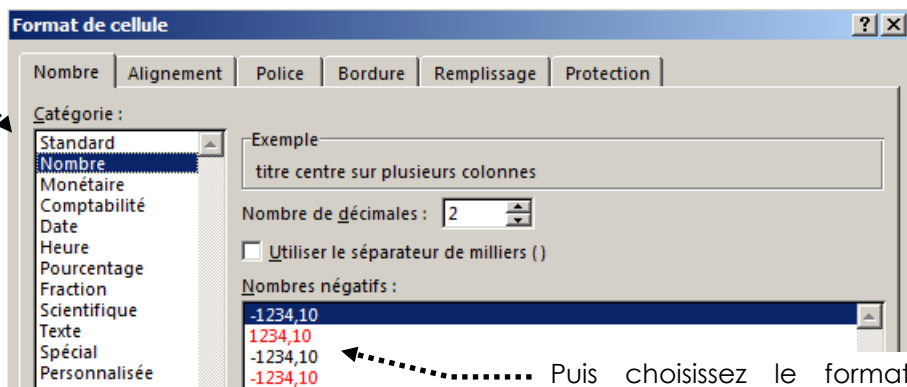 Format de cellule
Nombre Alignement Police Bordure Remplissage Protection
Catégorie :
Standard
Nombre
Monétaire
Comptabilité
Date
Heure
Pourcentage
Fraction
Scientifique
Texte
Spécial
Personnalisée
Exemple
titre centre sur plusieurs colonnes
Nombre de décimales : 2
Utiliser le séparateur de milliers ( )
Nombres négatifs :
-1234,10
1234,10
-1234,10
-1234,10
Puis choisissez le format